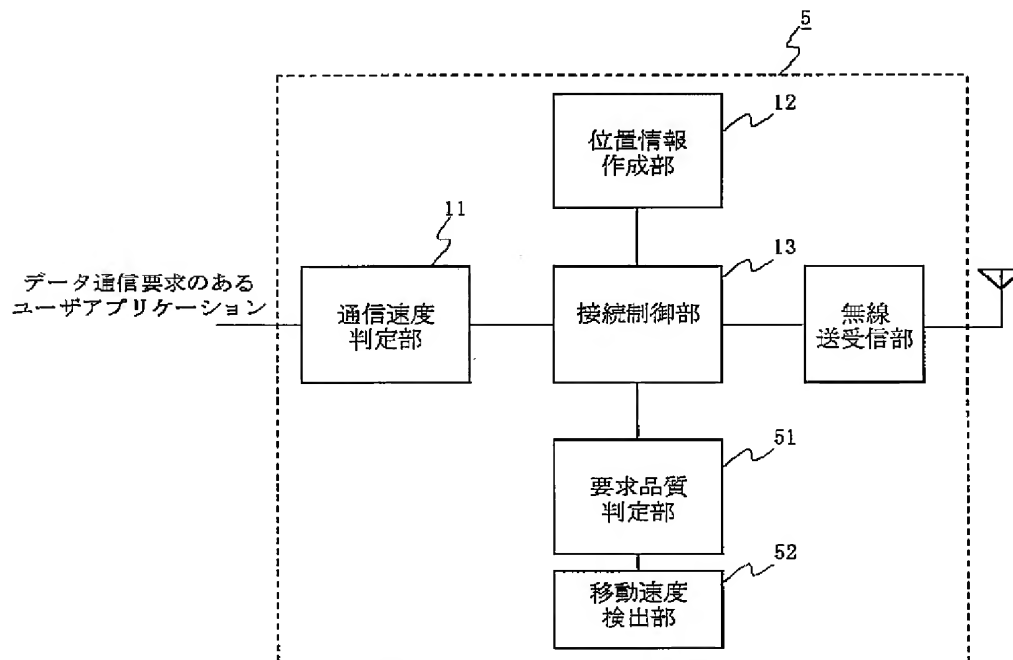 5
12
位置情報
作成部
11
13
データ通信要求のある
ユーザアプリケーション
通信速度
判定部
接続制御部
無線
送受信部
51
要求品質
判定部
52
移動速度
検出部